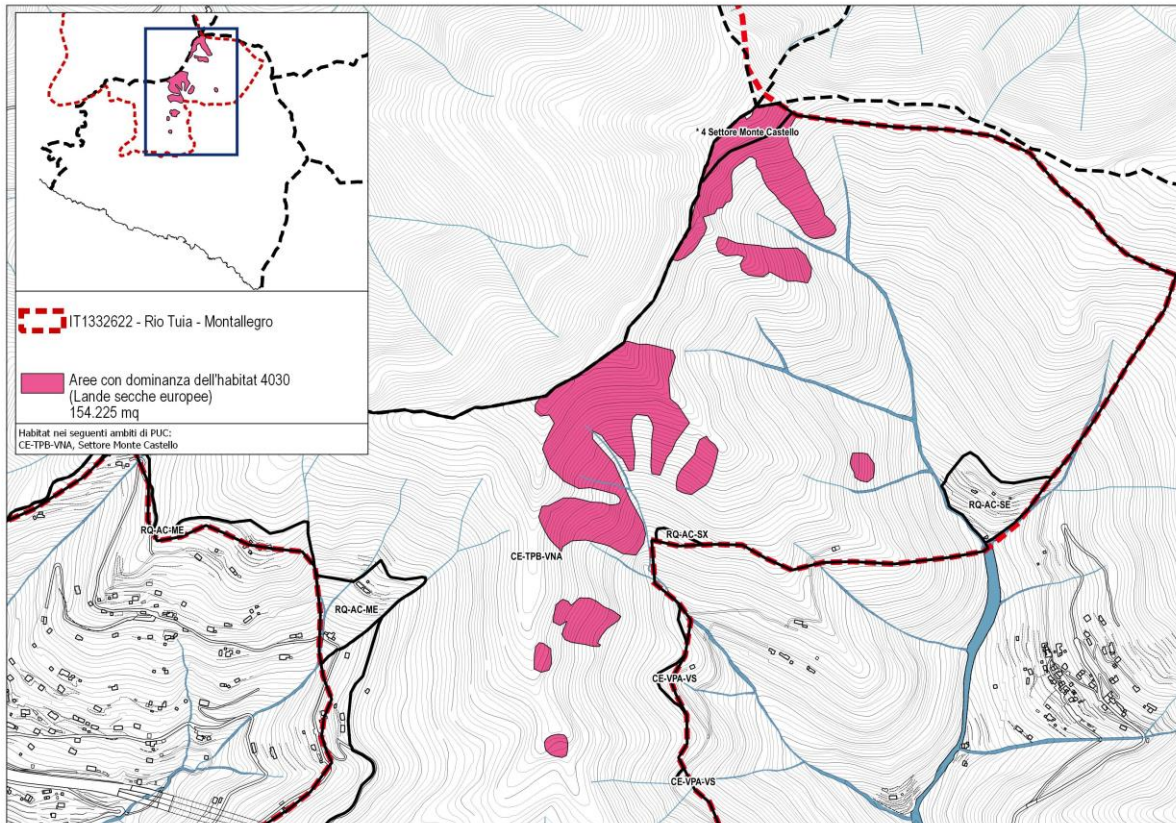 IT1332622 - Rio Tuia - Montallegro
Aree con dominanza dell'habitat 4030
(Lande secche europee)
154.225 mq
Habitat nei seguenti ambiti di PUC:
CE-TPB-VNA, Settore Monte Castello
* 4 Settore Monte Castello
RQ-AC-SE
RQ-AC-ME
RQ-AC-SX
CE-TPB-VNA
RQ-AC-ME
CE-VPA-VS
CE-VPA-VS